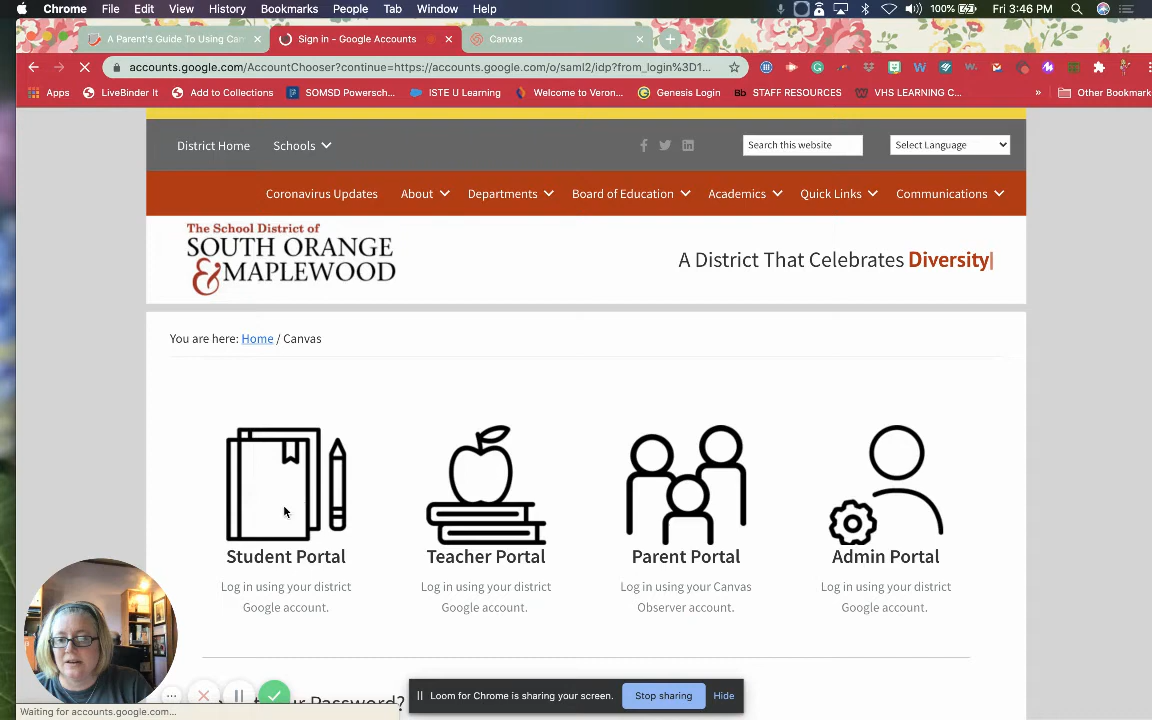 Chrome File Edit View History Bookmarks People Tab Window Help 100% Fri 3:46 PM
A Parent's Guide To Using Can Sign in - Google Accounts Canvas
accounts.google.com/AccountChooser?continue=https://accounts.google.com/o/saml2/idp?from_login%3D1...
Apps LiveBinder It Add to Collections SOMSD Powersch... ISTE U Learning Welcome to Veron... Genesis Login Bb STAFF RESOURCES VHS LEARNING C... » Other Bookmark
District Home Schools Search this website Select Language
Coronavirus Updates About Departments Board of Education Academics Quick Links Communications
The School District of
SOUTH ORANGE
&MAPLEWOOD
A District That Celebrates Diversity|
You are here: Home / Canvas
Student Portal Teacher Portal Parent Portal Admin Portal
Log in using your district Log in using your district Log in using your Canvas Log in using your district
Google account. Google account. Observer account. Google account.
Password?
Loom for Chrome is sharing your screen. Stop sharing Hide
Waiting for accounts.google.com...